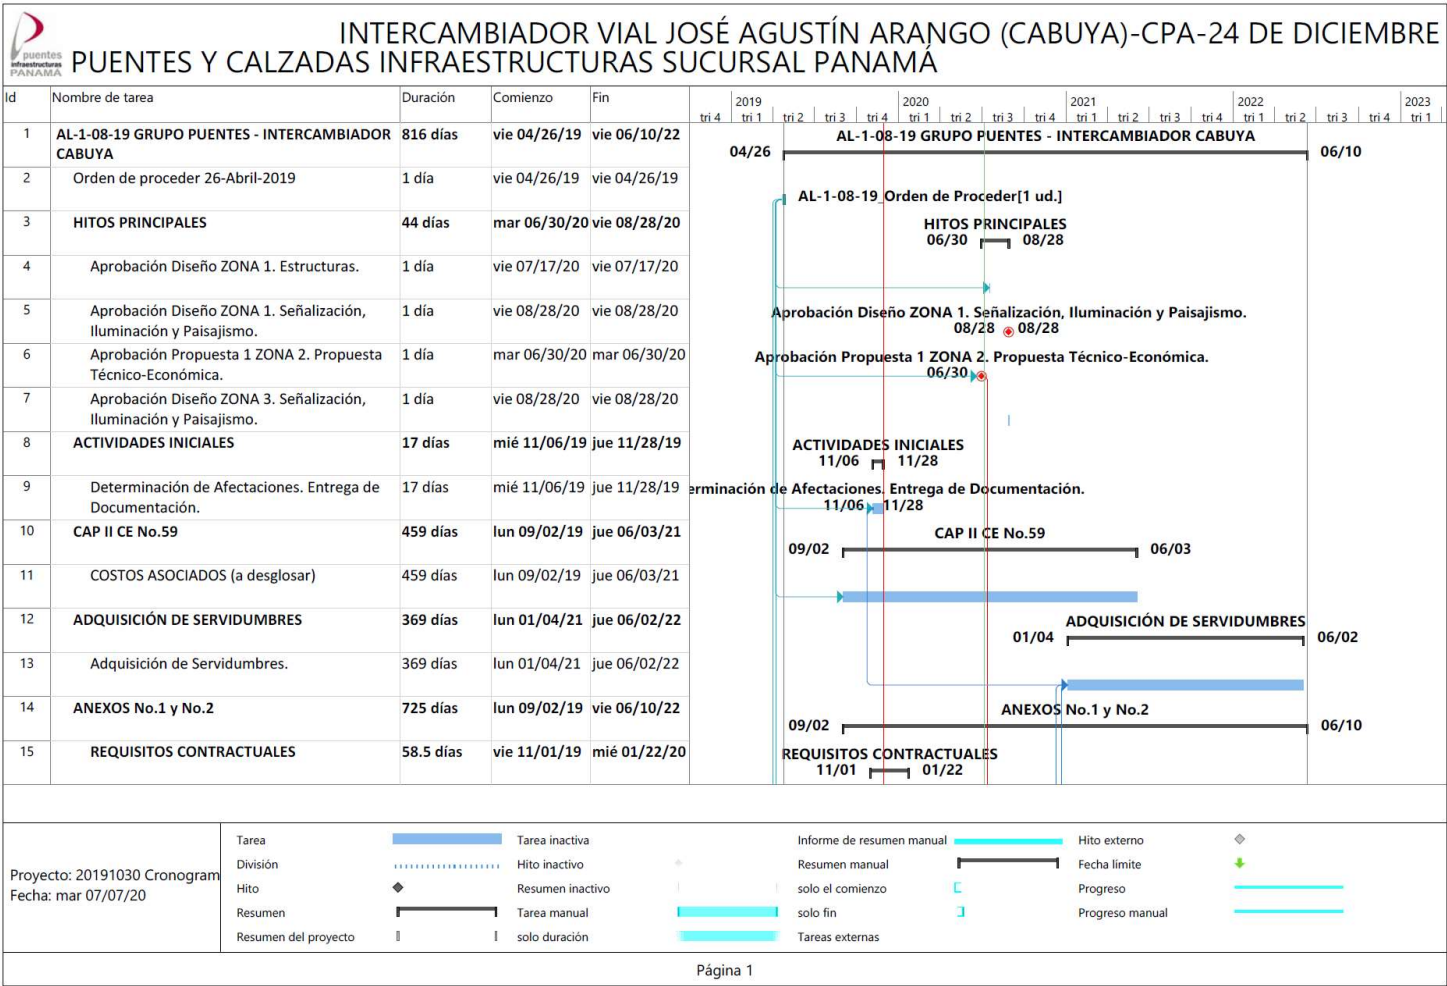 INTERCAMBIADOR VIAL JOSÉ AGUSTÍN ARANGO (CABUYA)-CPA-24 DE DICIEMBRE
puentes
infraestructuras
PANAMÁ
PUENTES Y CALZADAS INFRAESTRUCTURAS SUCURSAL PANAMÁ
Id Nombre de tarea Duración Comienzo Fin
2019 2020 2021 2022 2023
tri 4 tri 1 tri 2 tri 3 tri 4 tri 1 tri 2 tri 3 tri 4 tri 1 tri 2 tri 3 tri 4 tri 1 tri 2 tri 3 tri 4 tri 1
1 AL-1-08-19 GRUPO PUENTES - INTERCAMBIADOR CABUYA 816 días vie 04/26/19 vie 06/10/22
AL-1-08-19 GRUPO PUENTES - INTERCAMBIADOR CABUYA
04/26 06/10
2 Orden de proceder 26-Abril-2019 1 día vie 04/26/19 vie 04/26/19
AL-1-08-19_Orden de Proceder[1 ud.]
3 HITOS PRINCIPALES 44 días mar 06/30/20 vie 08/28/20
HITOS PRINCIPALES
06/30 08/28
4 Aprobación Diseño ZONA 1. Estructuras. 1 día vie 07/17/20 vie 07/17/20
5 Aprobación Diseño ZONA 1. Señalización, Iluminación y Paisajismo. 1 día vie 08/28/20 vie 08/28/20
Aprobación Diseño ZONA 1. Señalización, Iluminación y Paisajismo.
08/28 08/28
6 Aprobación Propuesta 1 ZONA 2. Propuesta Técnico-Económica. 1 día mar 06/30/20 mar 06/30/20
Aprobación Propuesta 1 ZONA 2. Propuesta Técnico-Económica.
06/30
7 Aprobación Diseño ZONA 3. Señalización, Iluminación y Paisajismo. 1 día vie 08/28/20 vie 08/28/20
8 ACTIVIDADES INICIALES 17 días mié 11/06/19 jue 11/28/19
ACTIVIDADES INICIALES
11/06 11/28
9 Determinación de Afectaciones. Entrega de Documentación. 17 días mié 11/06/19 jue 11/28/19
erminación de Afectaciones. Entrega de Documentación.
11/06 11/28
10 CAP II CE No.59 459 días lun 09/02/19 jue 06/03/21
CAP II CE No.59
09/02 06/03
11 COSTOS ASOCIADOS (a desglosar) 459 días lun 09/02/19 jue 06/03/21
12 ADQUISICIÓN DE SERVIDUMBRES 369 días lun 01/04/21 jue 06/02/22
ADQUISICIÓN DE SERVIDUMBRES
01/04 06/02
13 Adquisición de Servidumbres. 369 días lun 01/04/21 jue 06/02/22
14 ANEXOS No.1 y No.2 725 días lun 09/02/19 vie 06/10/22
ANEXOS No.1 y No.2
09/02 06/10
15 REQUISITOS CONTRACTUALES 58.5 días vie 11/01/19 mié 01/22/20
REQUISITOS CONTRACTUALES
11/01 01/22
Proyecto: 20191030 Cronogram
Fecha: mar 07/07/20
Tarea
División
Hito
Resumen
Resumen del proyecto
Tarea inactiva
Hito inactivo
Resumen inactivo
Tarea manual
solo duración
Informe de resumen manual
Resumen manual
solo el comienzo
solo fin
Tareas externas
Hito externo
Fecha límite
Progreso
Progreso manual
Página 1